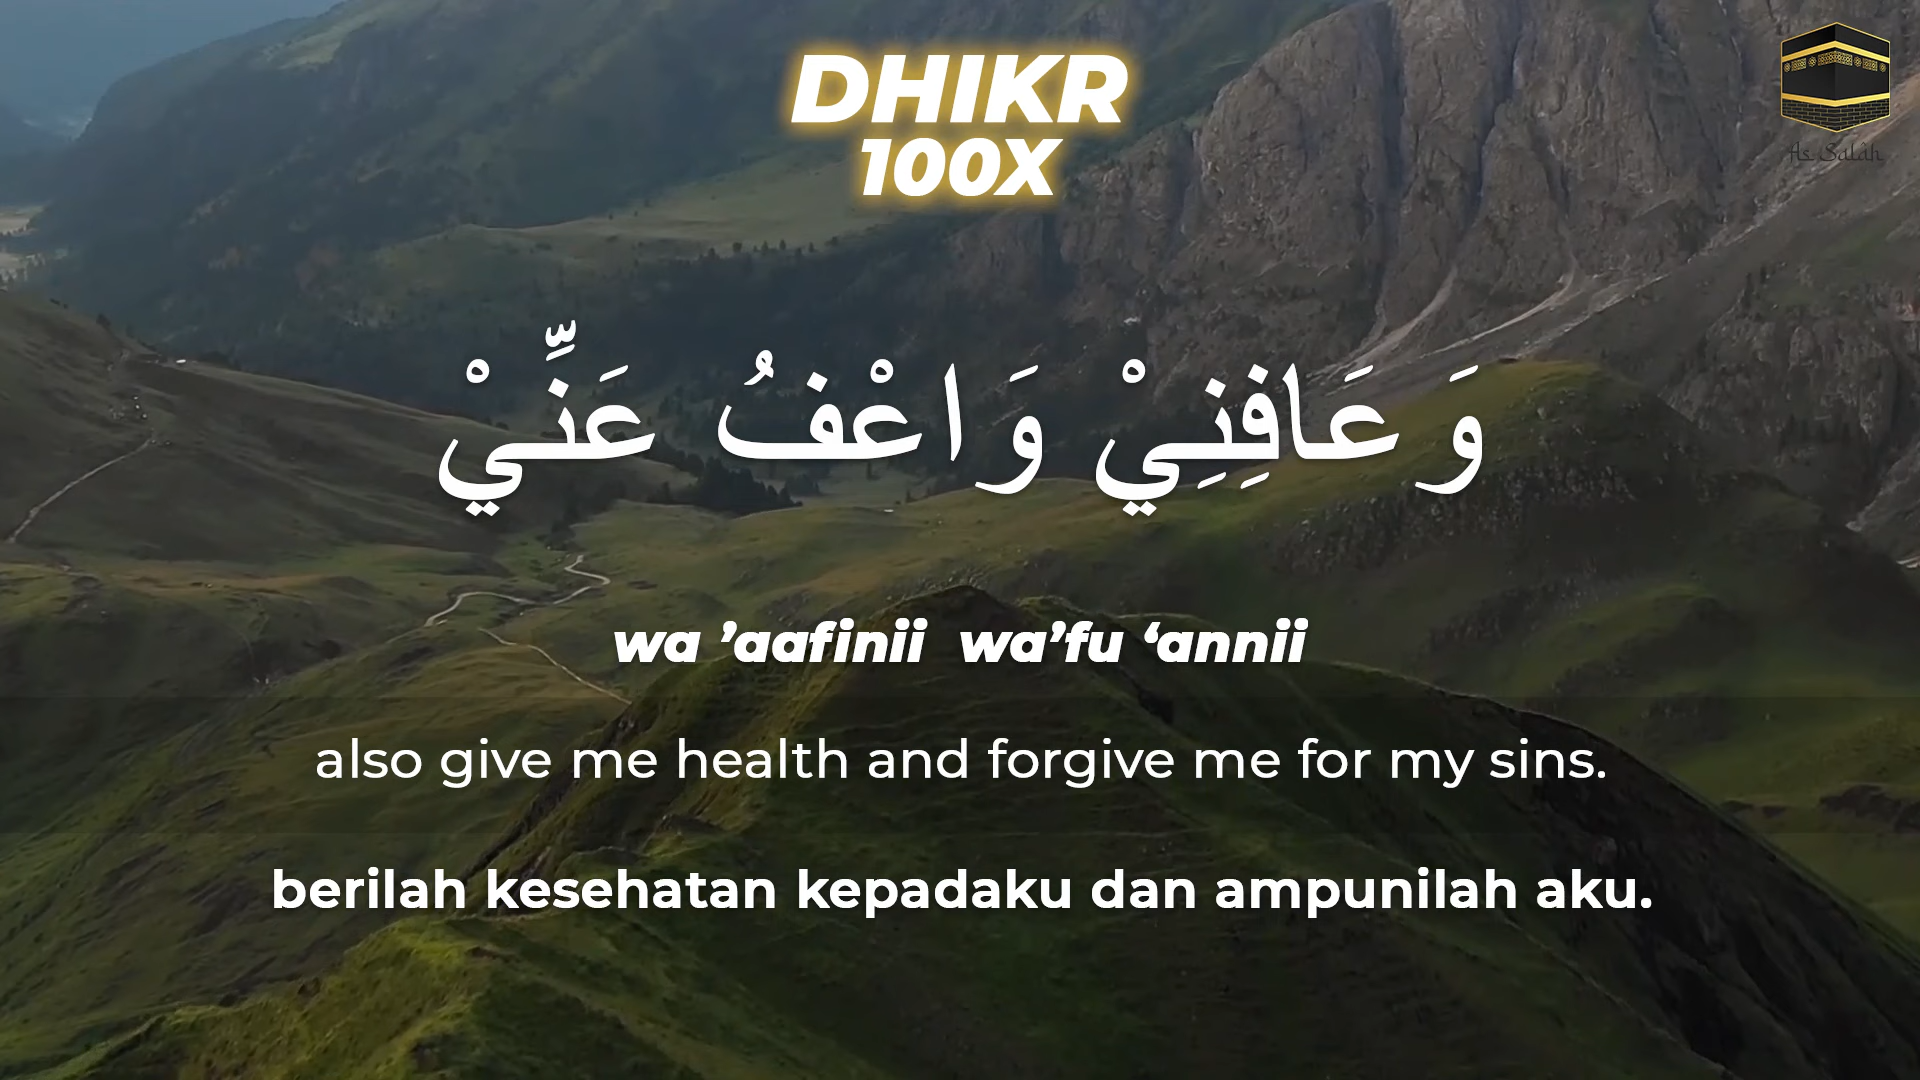 DHIKR
100X
As Salāh
وَعَافِنِيْ وَاعْفُ عَنِّيْ
wa ’aafinii wa’fu ‘annii
also give me health and forgive me for my sins.
berilah kesehatan kepadaku dan ampunilah aku.